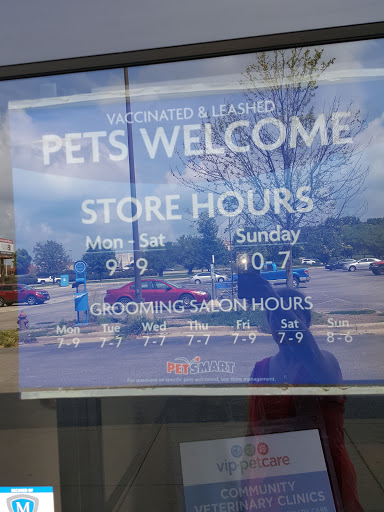 VACCINATED & LEASHED
PETS WELCOME
STORE HOURS
Mon - Sat Sunday
9-9 10-7
GROOMING SALON HOURS
Mon Tue Wed Thu Fri Sat Sun
7-9 7-7 7-7 7-7 7-9 7-9 8-6
PETSMART
vip petcare
COMMUNITY
VETERINARY CLINICS
M